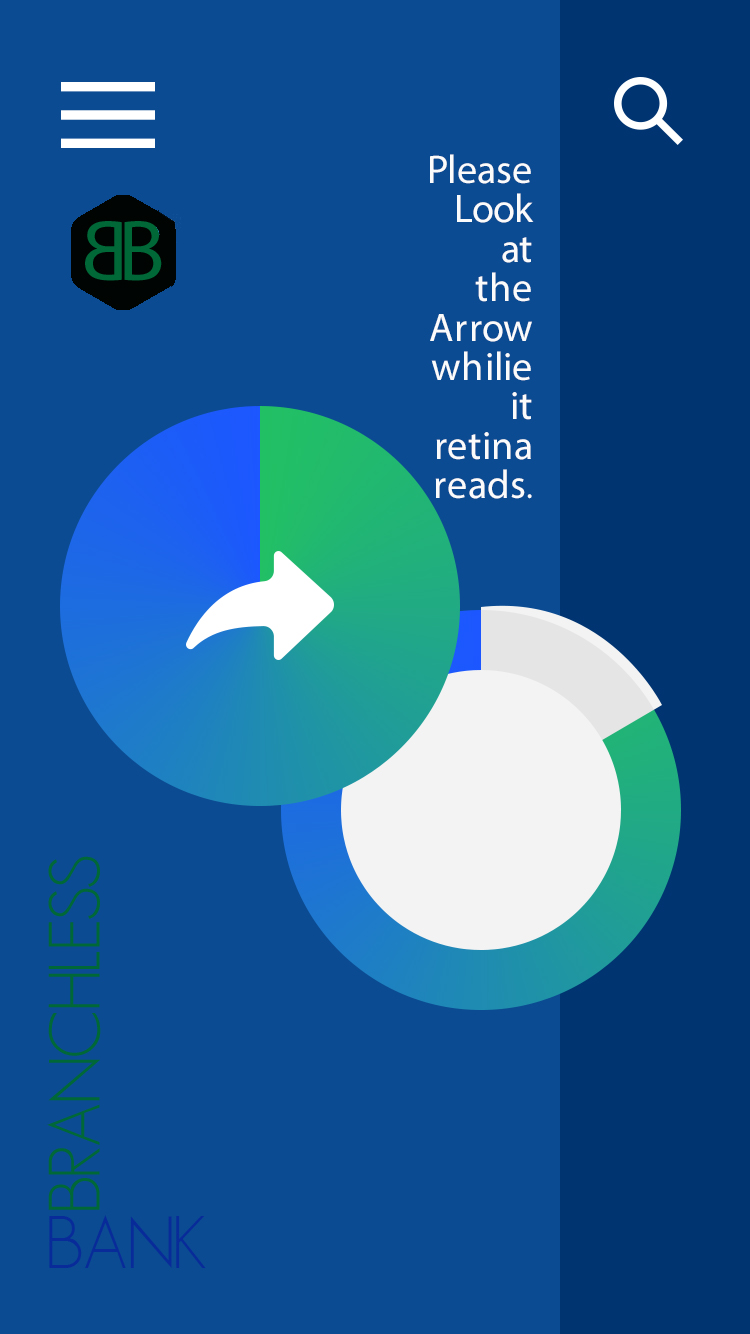 Please
Look
at
the
Arrow
whilie
it
retina
reads.
BB
BRANCHLESS
BANK